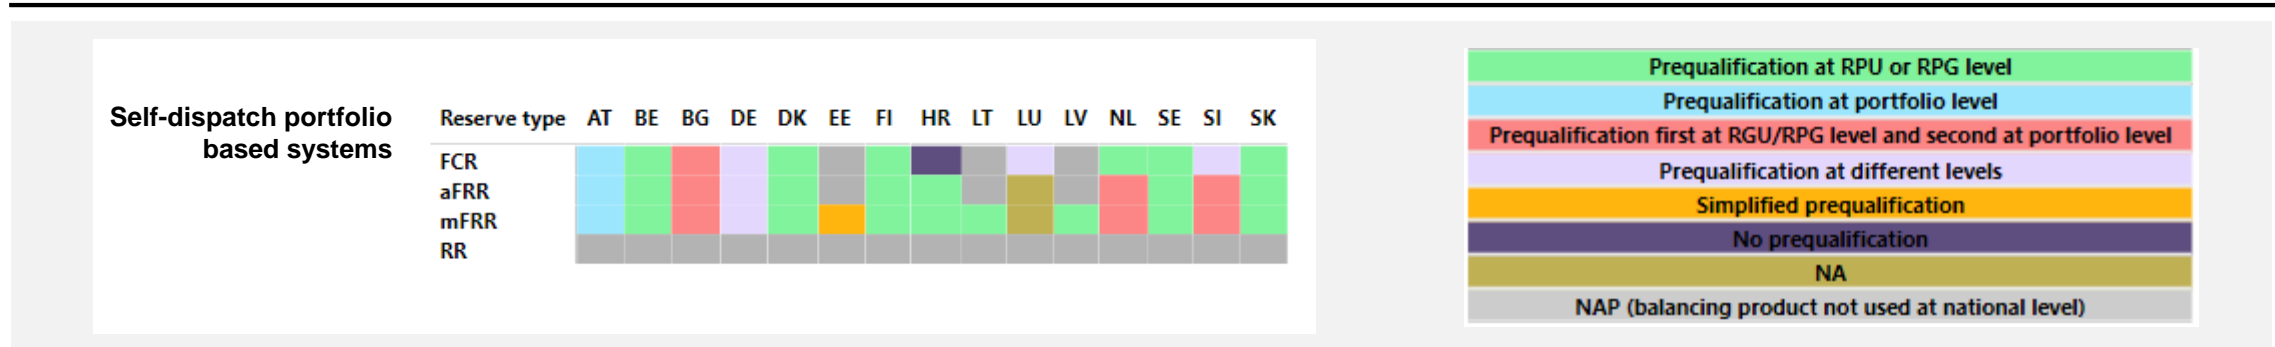 Self-dispatch portfolio
based systems
Reserve type AT BE BG DE DK EE FI HR LT LU LV NL SE SI SK
FCR
aFRR
mFRR
RR
Prequalification at RPU or RPG level
Prequalification at portfolio level
Prequalification first at RGU/RPG level and second at portfolio level
Prequalification at different levels
Simplified prequalification
No prequalification
NA
NAP (balancing product not used at national level)